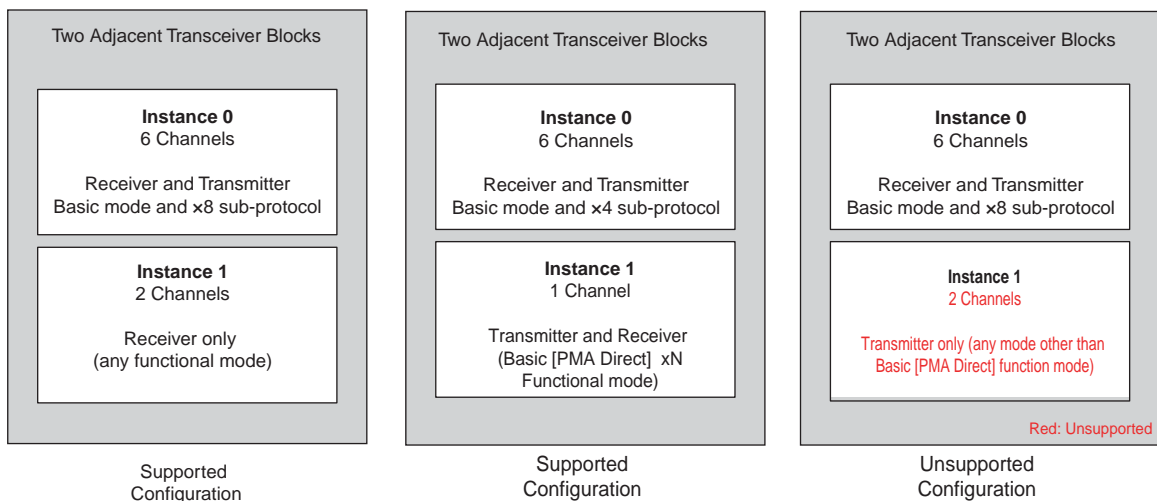 Two Adjacent Transceiver Blocks
Instance 0
6 Channels
Receiver and Transmitter
Basic mode and ×8 sub-protocol
Instance 1
2 Channels
Receiver only
(any functional mode)
Supported
Configuration
Two Adjacent Transceiver Blocks
Instance 0
6 Channels
Receiver and Transmitter
Basic mode and ×4 sub-protocol
Instance 1
1 Channel
Transmitter and Receiver
(Basic [PMA Direct] xN
Functional mode)
Supported
Configuration
Two Adjacent Transceiver Blocks
Instance 0
6 Channels
Receiver and Transmitter
Basic mode and ×8 sub-protocol
Instance 1
2 Channels
Transmitter only (any mode other than
Basic [PMA Direct] function mode)
Red: Unsupported
Unsupported
Configuration